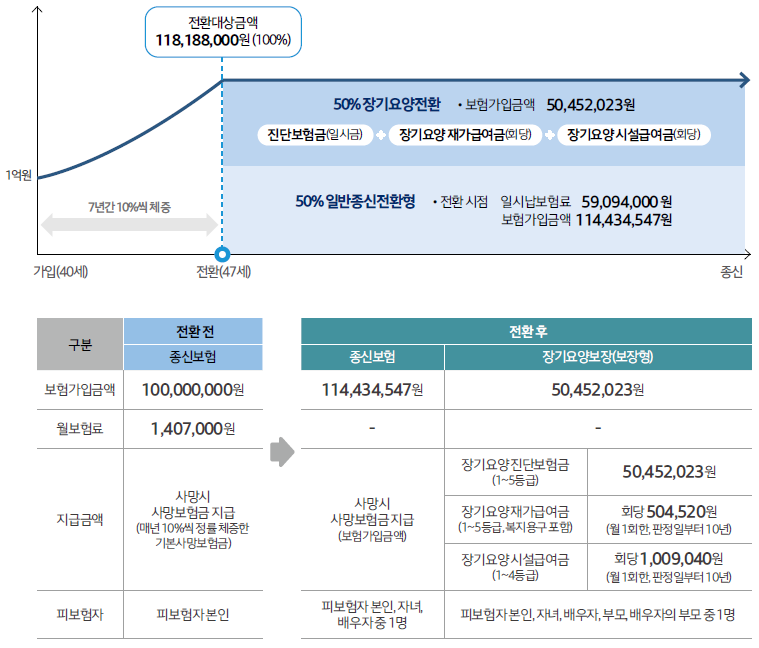 전환대상금액
118,188,000원 (100%)
50% 장기요양전환 • 보험가입금액 50,452,023원
진단보험금(일시금) + 장기요양 재가급여금(회당) + 장기요양 시설급여금(회당)
1억원
7년간 10%씩 체증
50% 일반종신전환형 • 전환 시점 일시납보험료 59,094,000 원
보험가입금액 114,434,547원
가입(40세) 전환(47세) 종신
구분 전환 전 전환 후
종신보험 종신보험 장기요양보장(보장형)
보험가입금액 100,000,000원 114,434,547원 50,452,023원
월보험료 1,407,000원 - -
지급금액
사망시
사망보험금 지급
(매년 10%씩 정률 체증한
기본사망보험금)
사망시
사망보험금 지급
(보험가입금액)
장기요양진단보험금
(1~5등급)
50,452,023원
장기요양 재가급여금
(1~5등급, 복지용구 포함)
회당 504,520원
(월 1회한, 판정일부터 10년)
장기요양 시설급여금
(1~4등급)
회당 1,009,040원
(월 1회한, 판정일부터 10년)
피보험자 피보험자 본인
피보험자 본인, 자녀,
배우자 중 1명
피보험자 본인, 자녀, 배우자, 부모, 배우자의 부모 중 1명